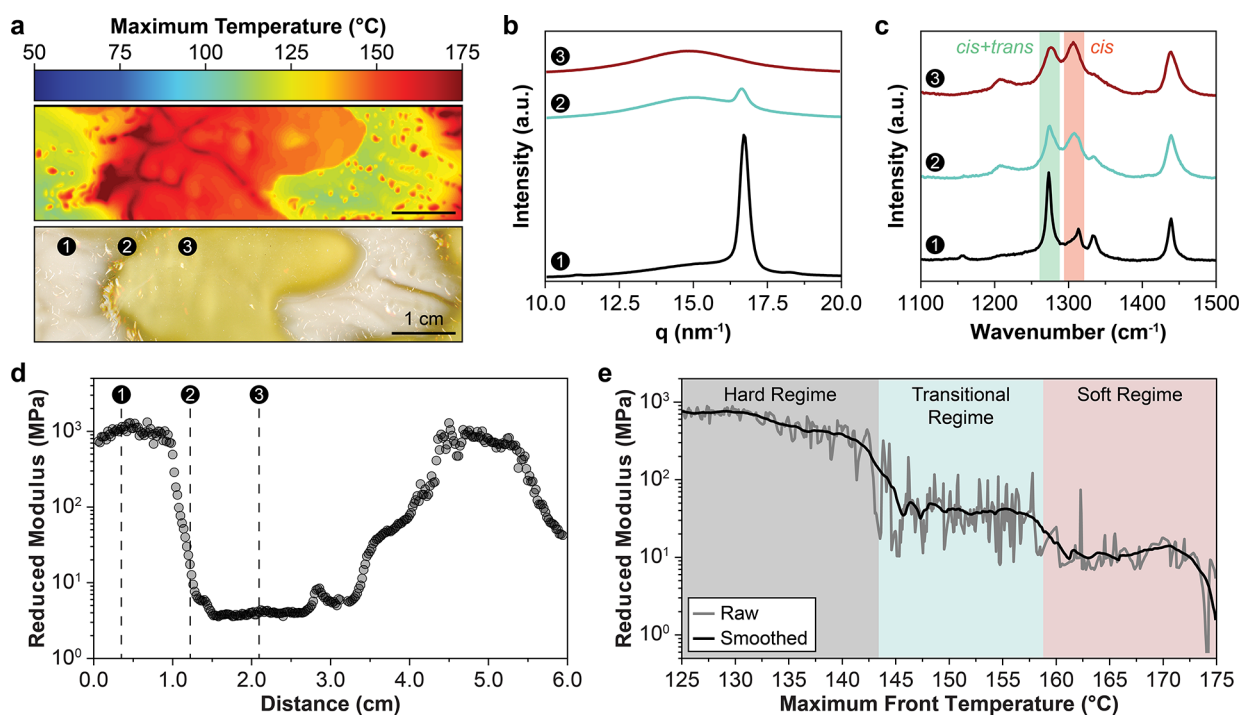 a
Maximum Temperature (°C)
50 75 100 125 150 175
1 2 3
1 cm
b
Intensity (a.u.)
3
2
1
10.0 12.5 15.0 17.5 20.0
q (nm⁻¹)
c
Intensity (a.u.)
cis+trans cis
3
2
1
1100 1200 1300 1400 1500
Wavenumber (cm⁻¹)
d
Reduced Modulus (MPa)
1 2 3
10³
10²
10¹
10⁰
0.0 1.0 2.0 3.0 4.0 5.0 6.0
Distance (cm)
e
Reduced Modulus (MPa)
Hard Regime Transitional Soft Regime
Regime
10³
10²
10¹
10⁰
Raw
Smoothed
125 130 135 140 145 150 155 160 165 170 175
Maximum Front Temperature (°C)